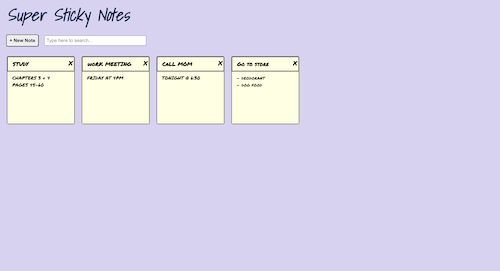 Super Sticky Notes
+ New Note
Type here to search...
STUDY X
WORK MEETING X
CALL MOM X
Go to store X
CHAPTERS 3 + 4
PAGES 45-60
FRIDAY AT 4PM
TONIGHT @ 6:30
- DEODORANT
- DOG FOOD